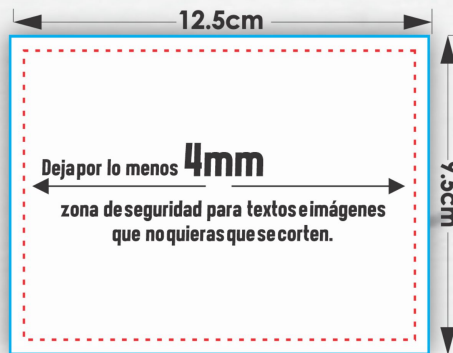 12.5cm
Deja por lo menos 4mm
zona de seguridad para textos e imágenes
que no quieras que se corten.
9.5cm